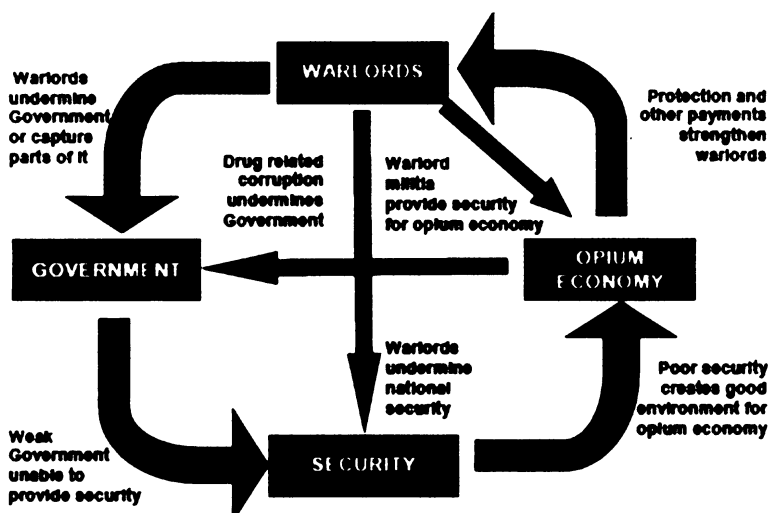 WARLORDS
Warlords
undermine
Government
or capture
parts of it
Protection and
other payments
strengthen
warlords
Drug related
corruption
undermines
Government
Warlord
militia
provide security
for opium economy
GOVERNMENT
OPIUM
ECONOMY
Warlords
undermine
national
security
Poor security
creates good
environment for
opium economy
Weak
Government
unable to
provide security
SECURITY